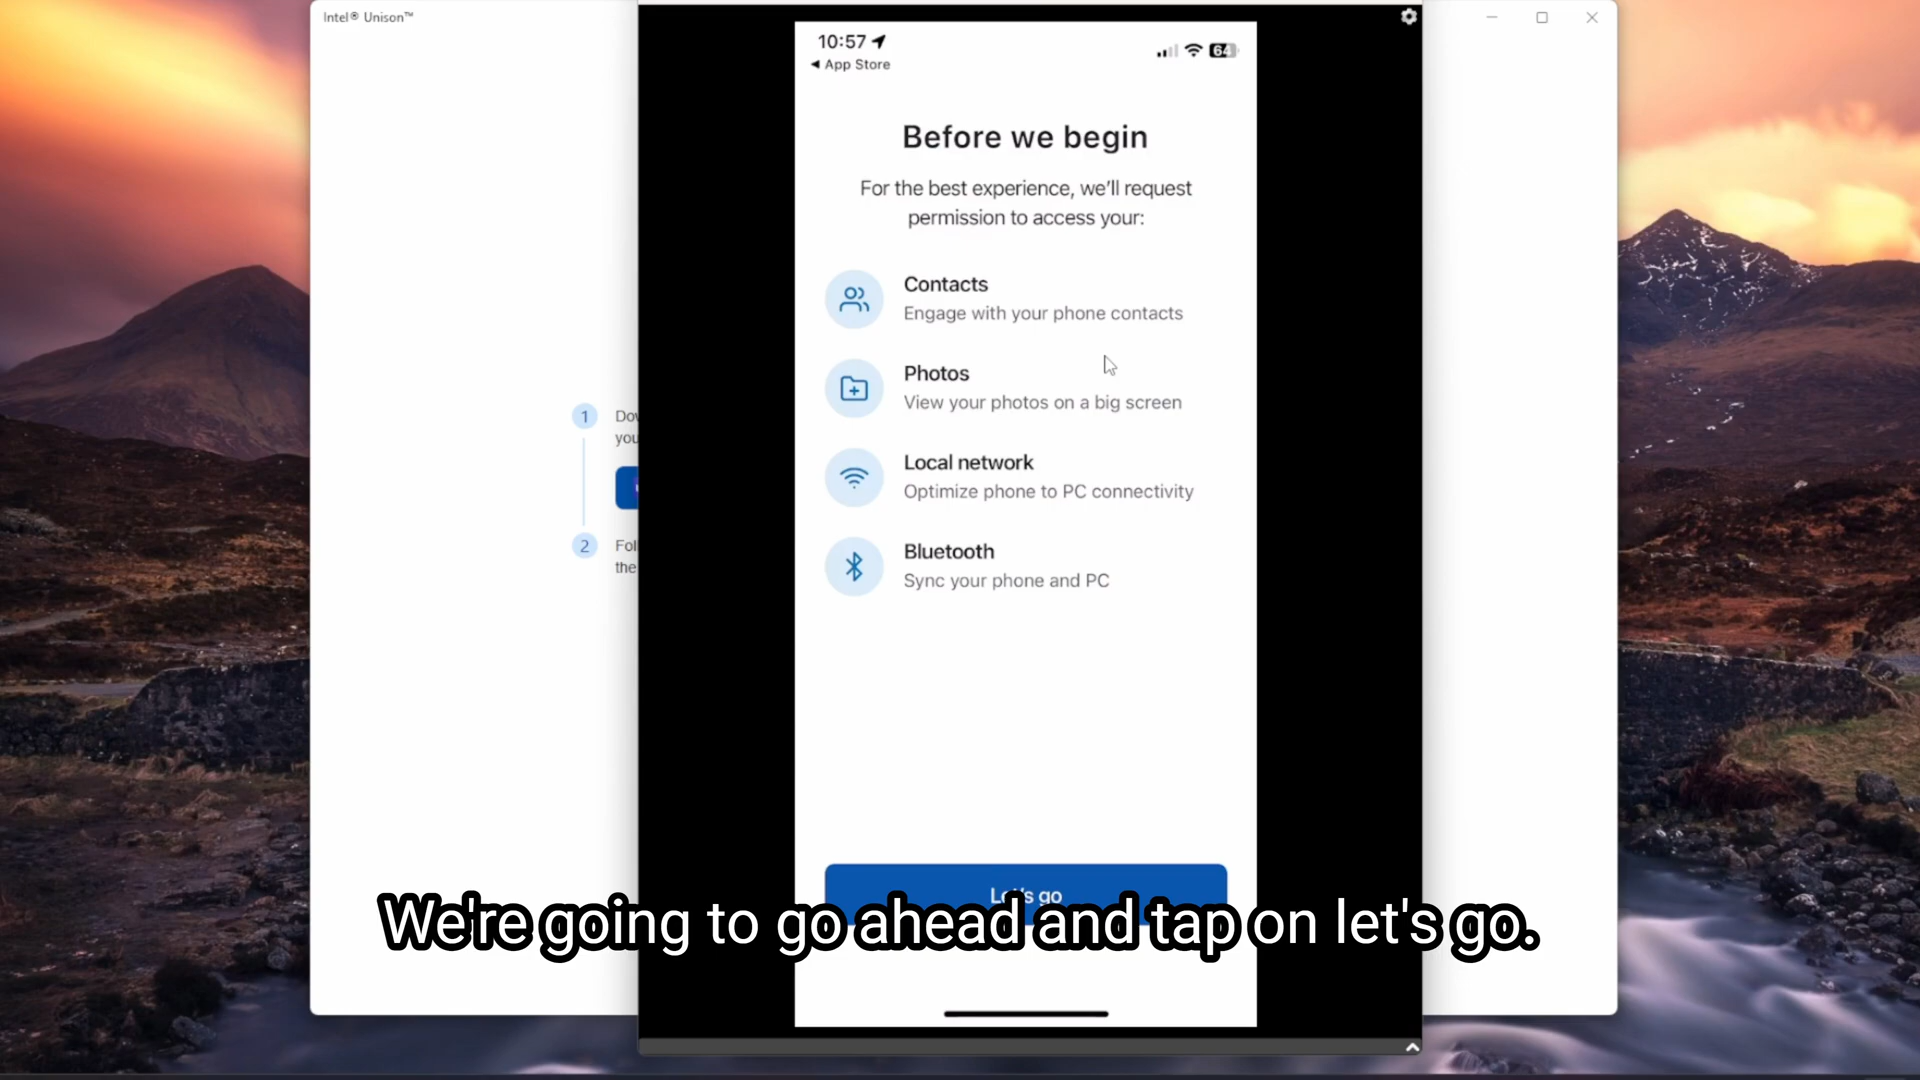 Intel® Unison™
10:57
App Store
64
Before we begin
For the best experience, we'll request
permission to access your:
Contacts
Engage with your phone contacts
Photos
View your photos on a big screen
Local network
Optimize phone to PC connectivity
Bluetooth
Sync your phone and PC
1
2
the
Let's go
We're going to go ahead and tap on let's go.